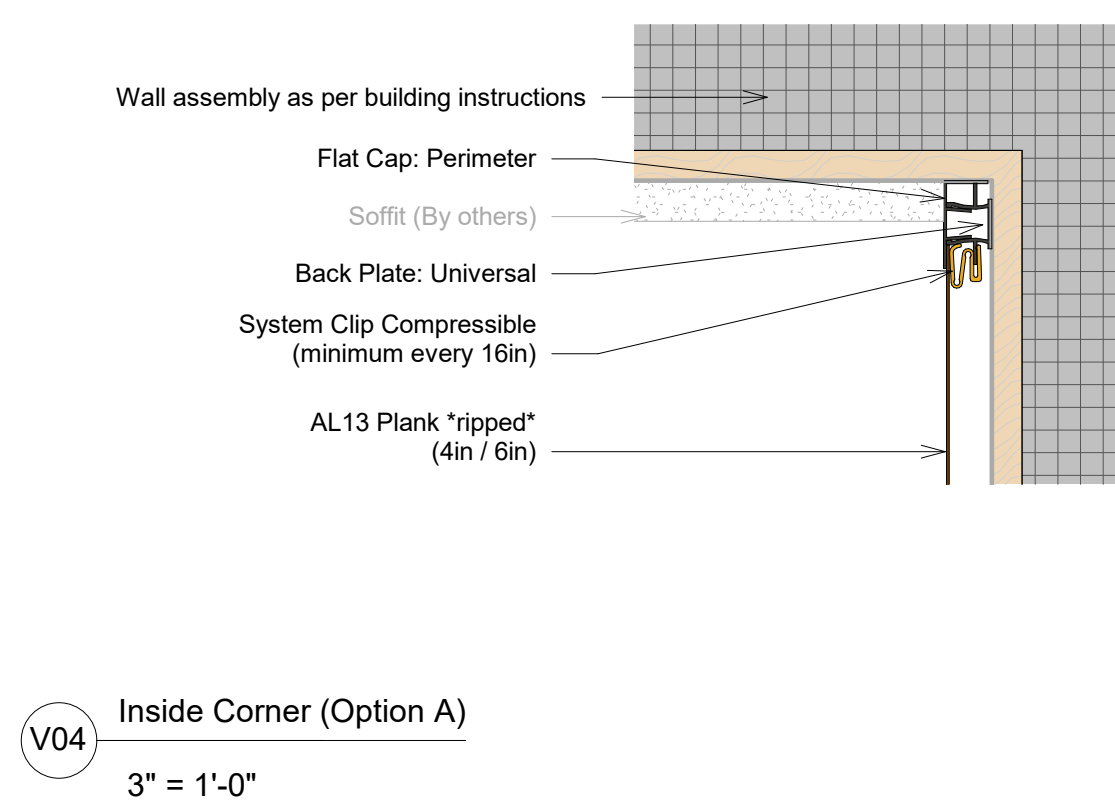 Wall assembly as per building instructions
Flat Cap: Perimeter
Soffit (By others)
Back Plate: Universal
System Clip Compressible
(minimum every 16in)
AL13 Plank *ripped*
(4in / 6in)
V04
Inside Corner (Option A)
3" = 1'-0"